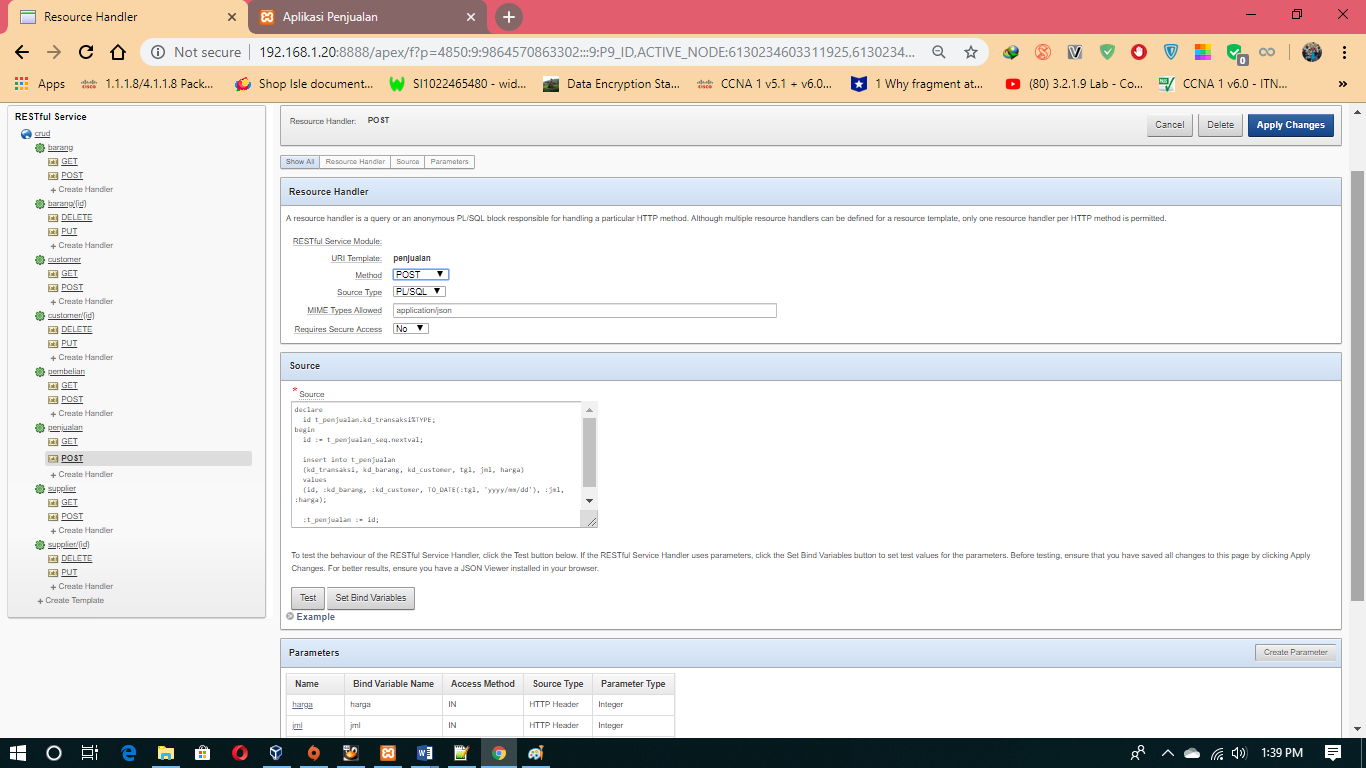 Resource Handler
Aplikasi Penjualan
Not secure
192.168.1.20:8888/apex/f?p=4850:9:9864570863302:::9:P9_ID,ACTIVE_NODE:6130234603311925,6130234...
Apps
1.1.1.8/4.1.1.8 Pack...
Shop Isle document...
SI1022465480 - wid...
Data Encryption Sta...
CCNA 1 v5.1 + v6.0...
1 Why fragment at...
(80) 3.2.1.9 Lab - Co...
CCNA 1 v6.0 - ITN...
»
RESTful Service
crud
barang
GET
POST
+ Create Handler
barang/{id}
DELETE
PUT
+ Create Handler
customer
GET
POST
+ Create Handler
customer/{id}
DELETE
PUT
+ Create Handler
pembelian
GET
POST
+ Create Handler
penjualan
GET
POST
+ Create Handler
supplier
GET
POST
+ Create Handler
supplier/{id}
DELETE
PUT
+ Create Handler
+ Create Template
Resource Handler: POST
Cancel
Delete
Apply Changes
Show All
Resource Handler
Source
Parameters
Resource Handler
A resource handler is a query or an anonymous PL/SQL block responsible for handling a particular HTTP method. Although multiple resource handlers can be defined for a resource template, only one resource handler per HTTP method is permitted.
RESTful Service Module:
URI Template: penjualan
Method POST
Source Type PL/SQL
MIME Types Allowed application/json
Requires Secure Access No
Source
* Source
declare
id t_penjualan.kd_transaksi%TYPE;
begin
id := t_penjualan_seq.nextval;
insert into t_penjualan
(kd_transaksi, kd_barang, kd_customer, tgl, jml, harga)
values
(id, :kd_barang, :kd_customer, TO_DATE(:tgl, 'yyyy/mm/dd'), :jml,
:harga);
:t_penjualan := id;
To test the behaviour of the RESTful Service Handler, click the Test button below. If the RESTful Service Handler uses parameters, click the Set Bind Variables button to set test values for the parameters. Before testing, ensure that you have saved all changes to this page by clicking Apply
Changes. For better results, ensure you have a JSON Viewer installed in your browser.
Test
Set Bind Variables
Example
Parameters
Create Parameter
Name Bind Variable Name Access Method Source Type Parameter Type
harga harga IN HTTP Header Integer
jml jml IN HTTP Header Integer
1:39 PM